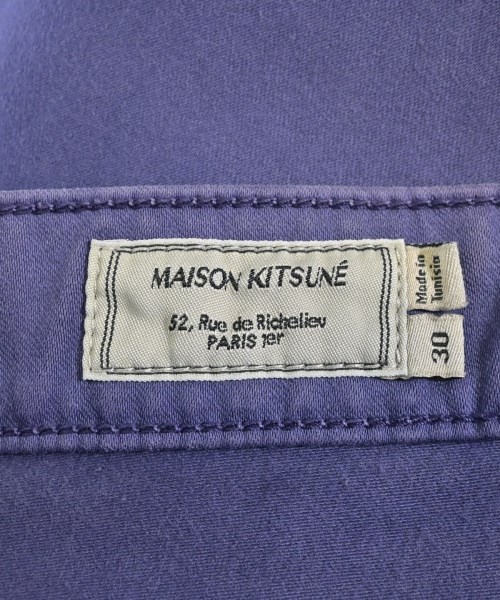 MAISON KITSUNÉ
52, Rue de Richelieu
PARIS 1er
Made in
Tunisia
30